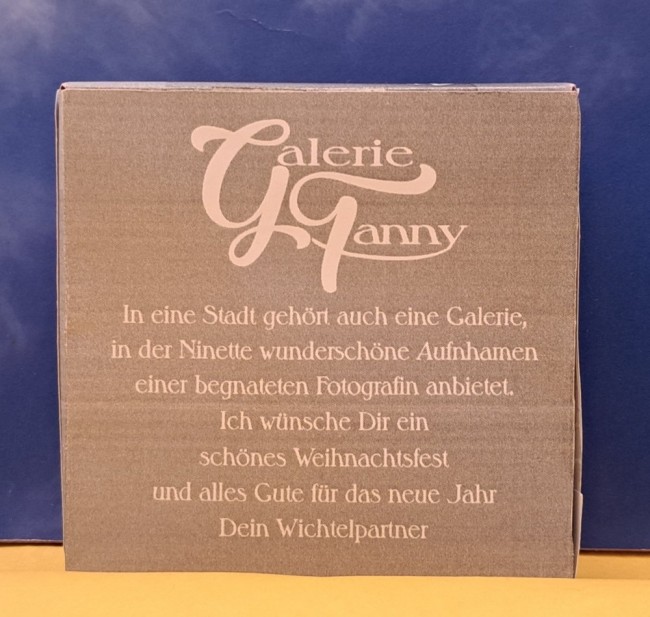 Galerie
Tanny
In eine Stadt gehört auch eine Galerie,
in der Ninette wunderschöne Aufnhamen
einer begnateten Fotografin anbietet.
Ich wünsche Dir ein
schönes Weihnachtsfest
und alles Gute für das neue Jahr
Dein Wichtelpartner